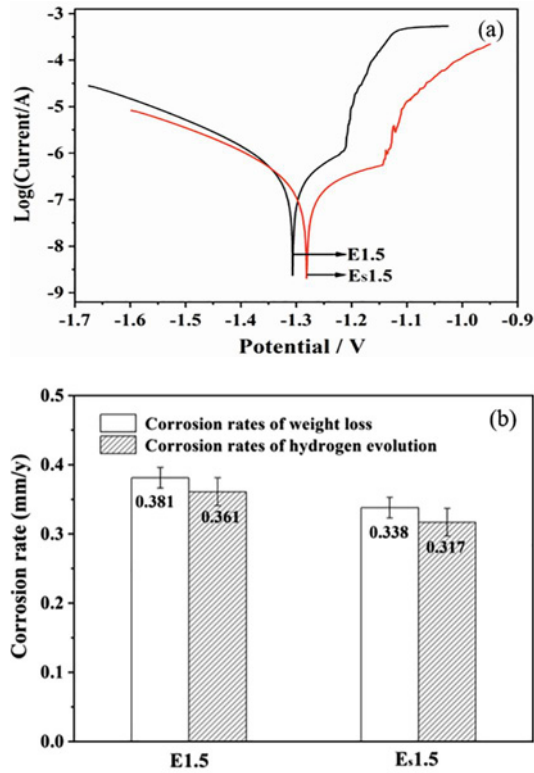 (a)
Log(Current/A)
-3
-4
-5
-6
-7
-8
-9
E1.5
Es1.5
-1.7 -1.6 -1.5 -1.4 -1.3 -1.2 -1.1 -1.0 -0.9
Potential / V
(b)
Corrosion rate (mm/y)
0.5
0.4
0.3
0.2
0.1
0.0
Corrosion rates of weight loss
Corrosion rates of hydrogen evolution
0.381
0.361
0.338
0.317
E1.5 Es1.5